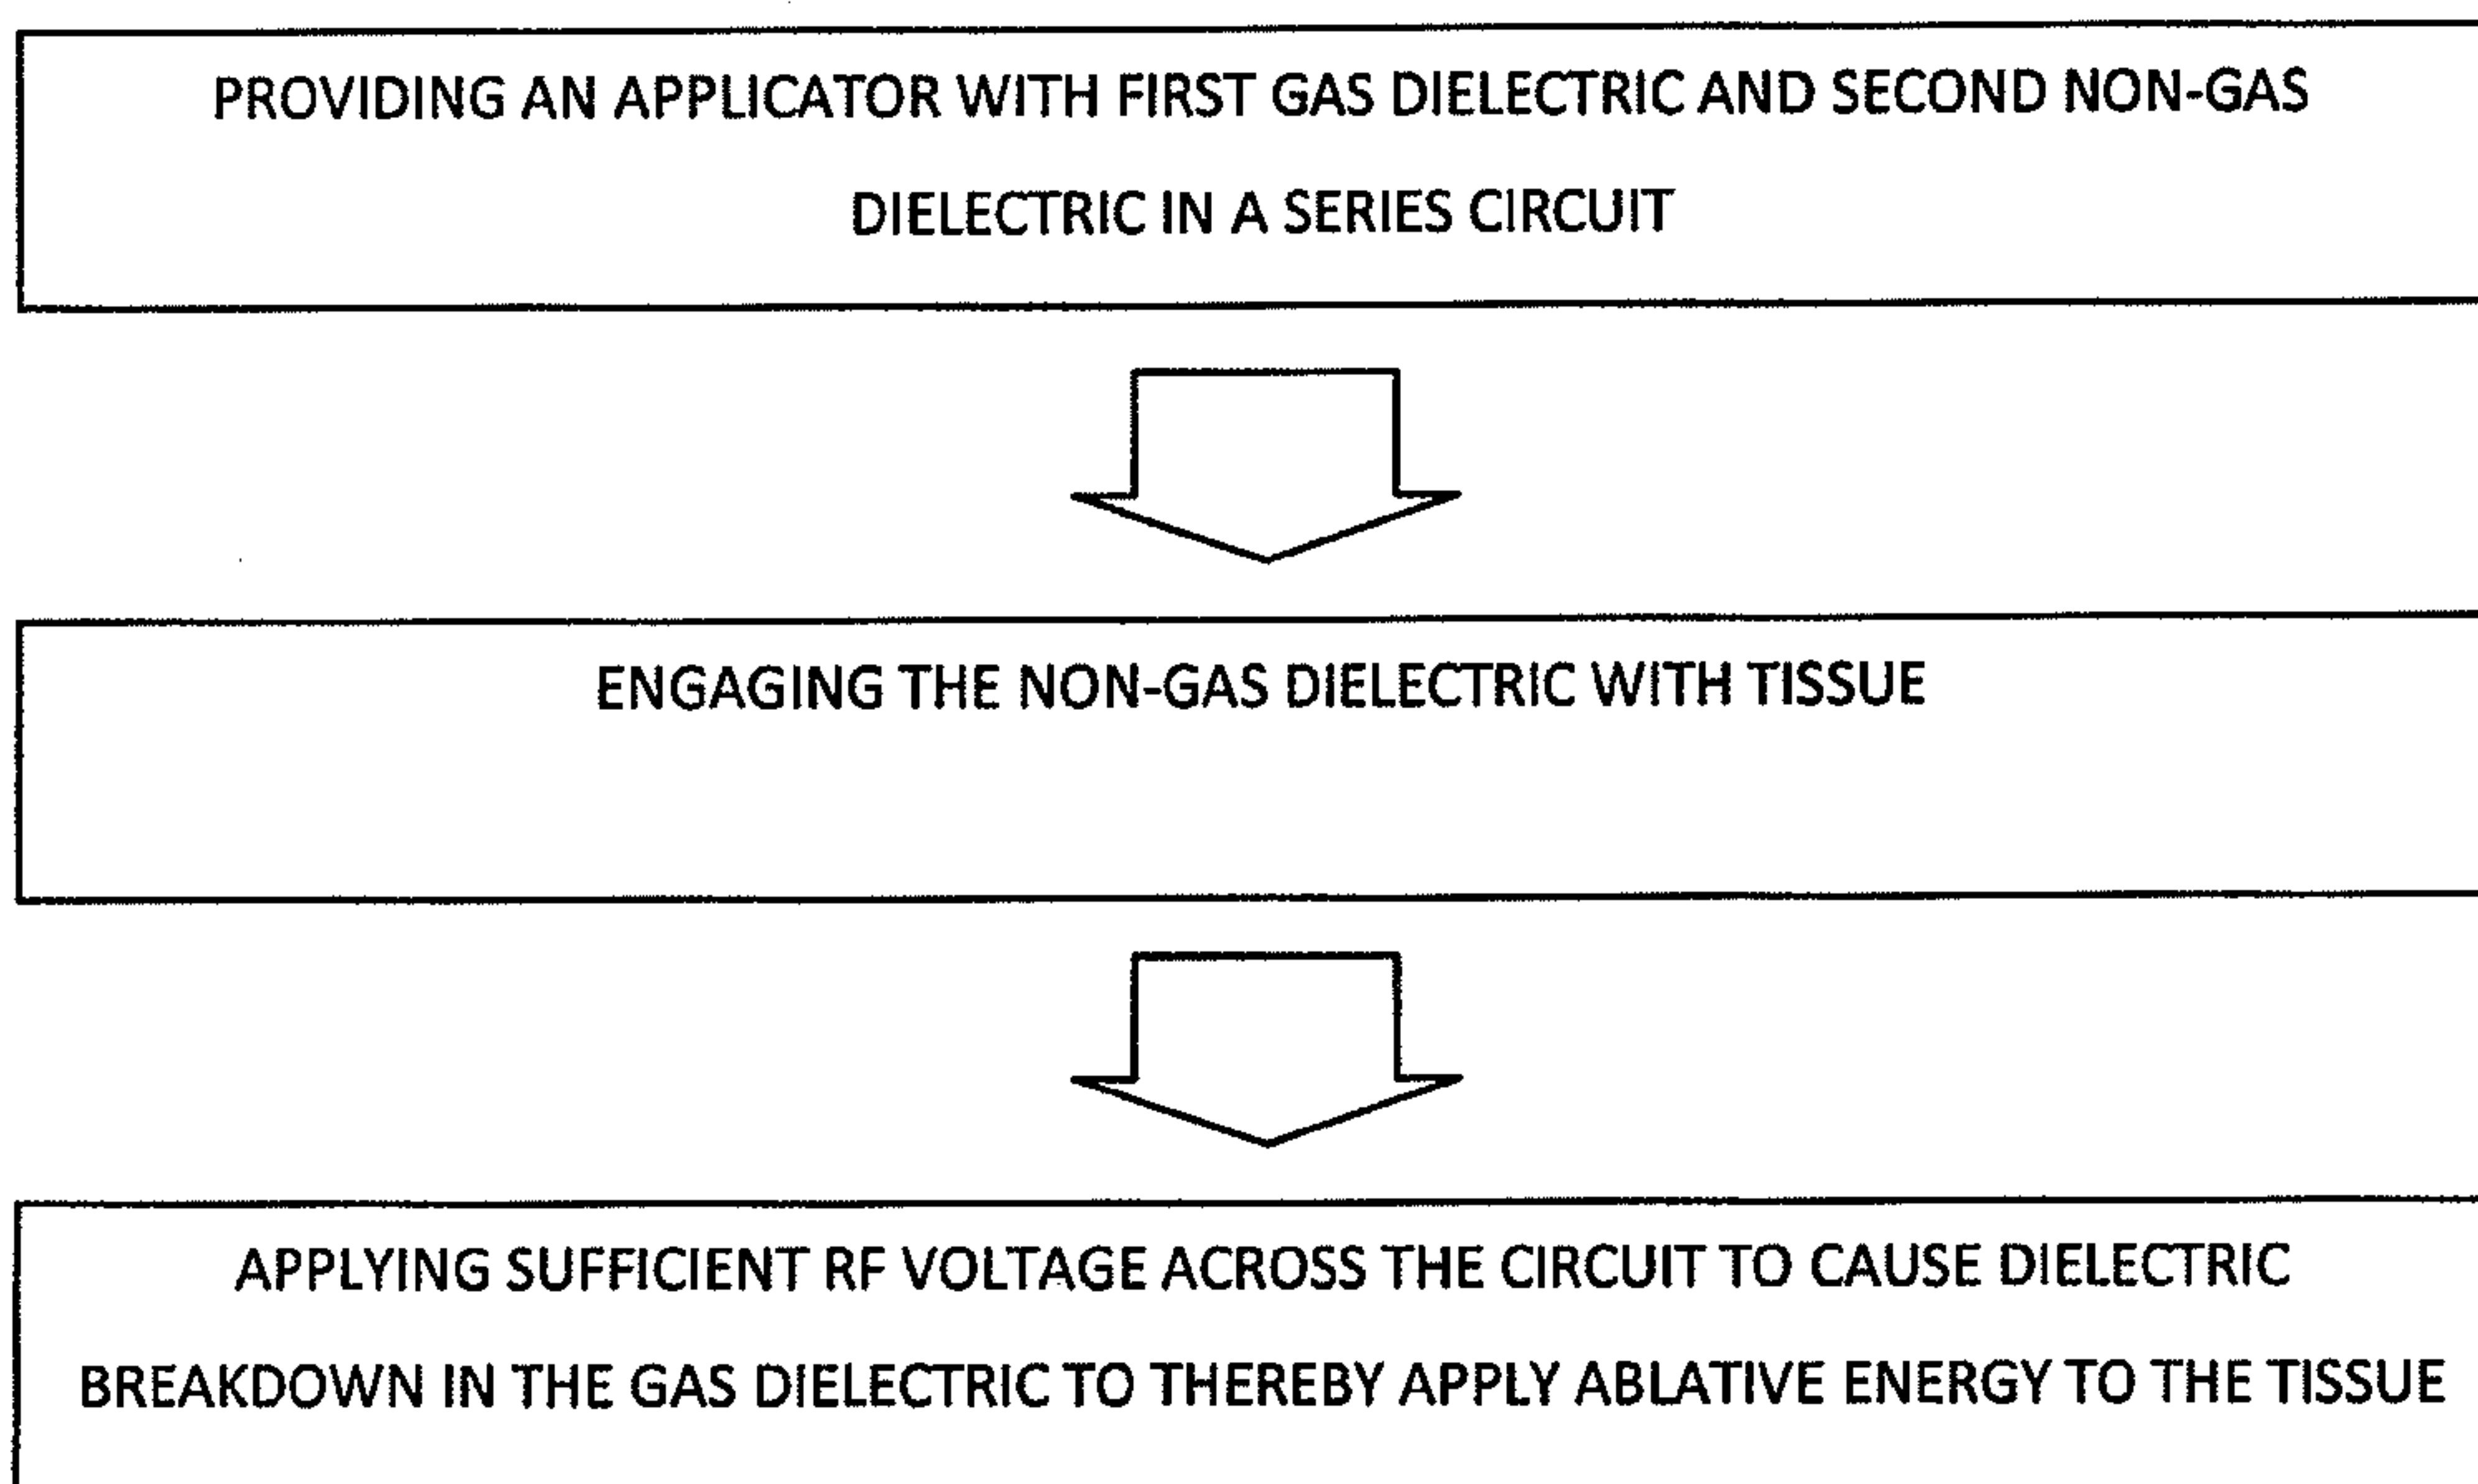 PROVIDING AN APPLICATOR WITH FIRST GAS DIELECTRIC AND SECOND NON-GAS
DIELECTRIC IN A SERIES CIRCUIT
ENGAGING THE NON-GAS DIELECTRIC WITH TISSUE
APPLYING SUFFICIENT RF VOLTAGE ACROSS THE CIRCUIT TO CAUSE DIELECTRIC
BREAKDOWN IN THE GAS DIELECTRIC TO THEREBY APPLY ABLATIVE ENERGY TO THE TISSUE